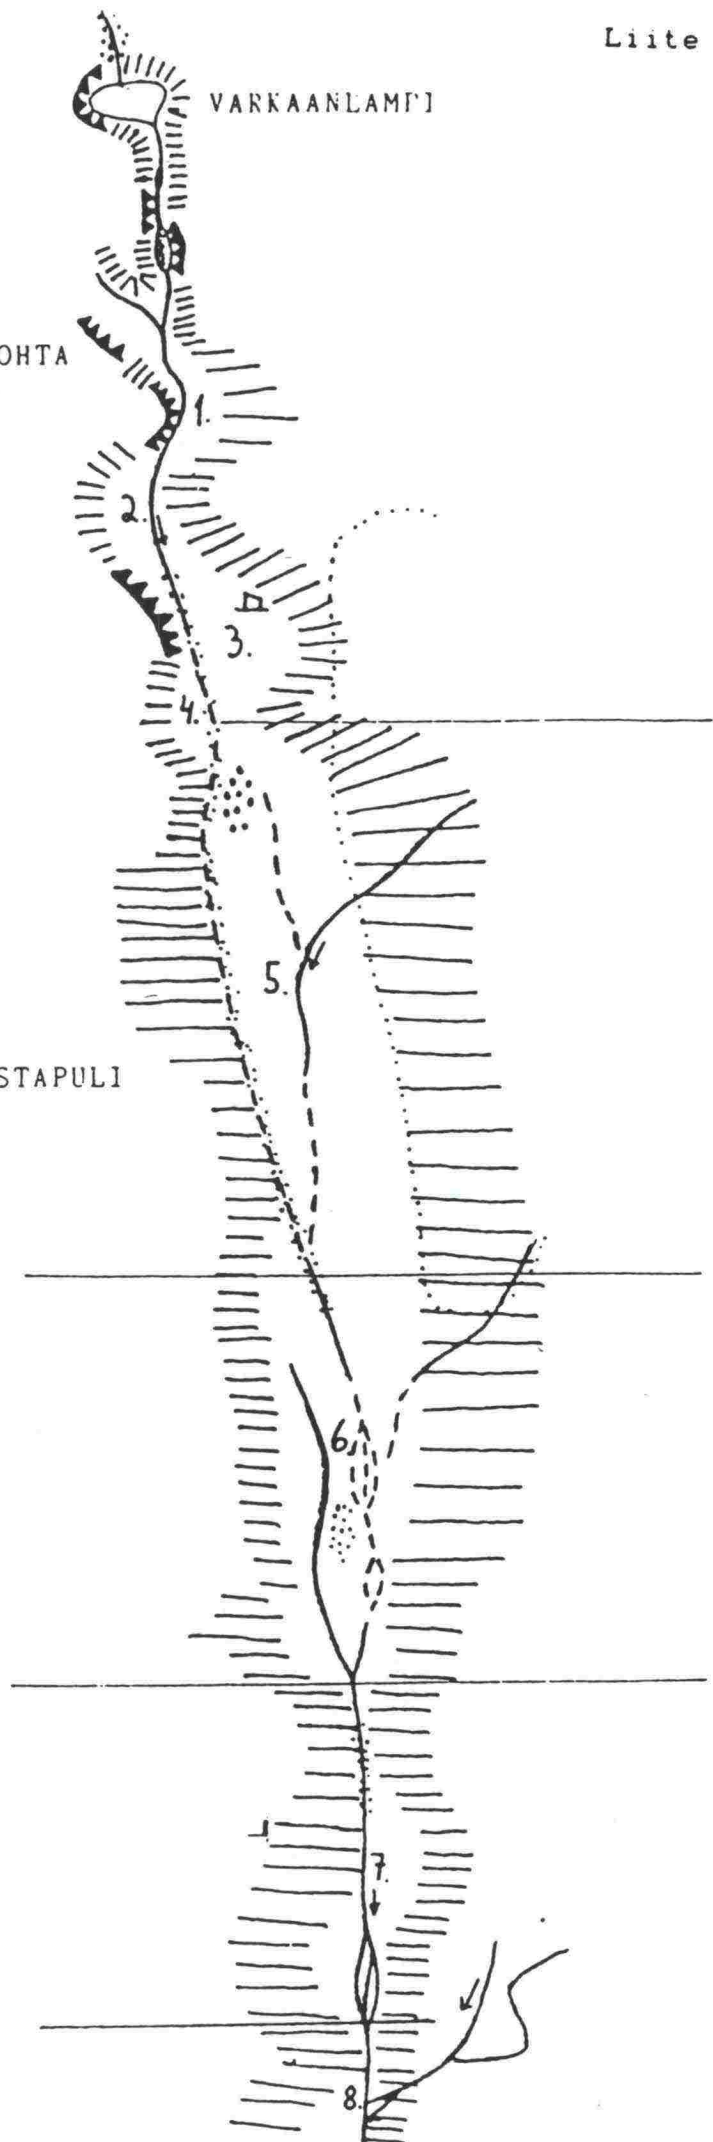 Liite
VARKAANLAMPI
OHTA
1.
2.
3.
4.
5.
STAPULI
6.
7.
8.